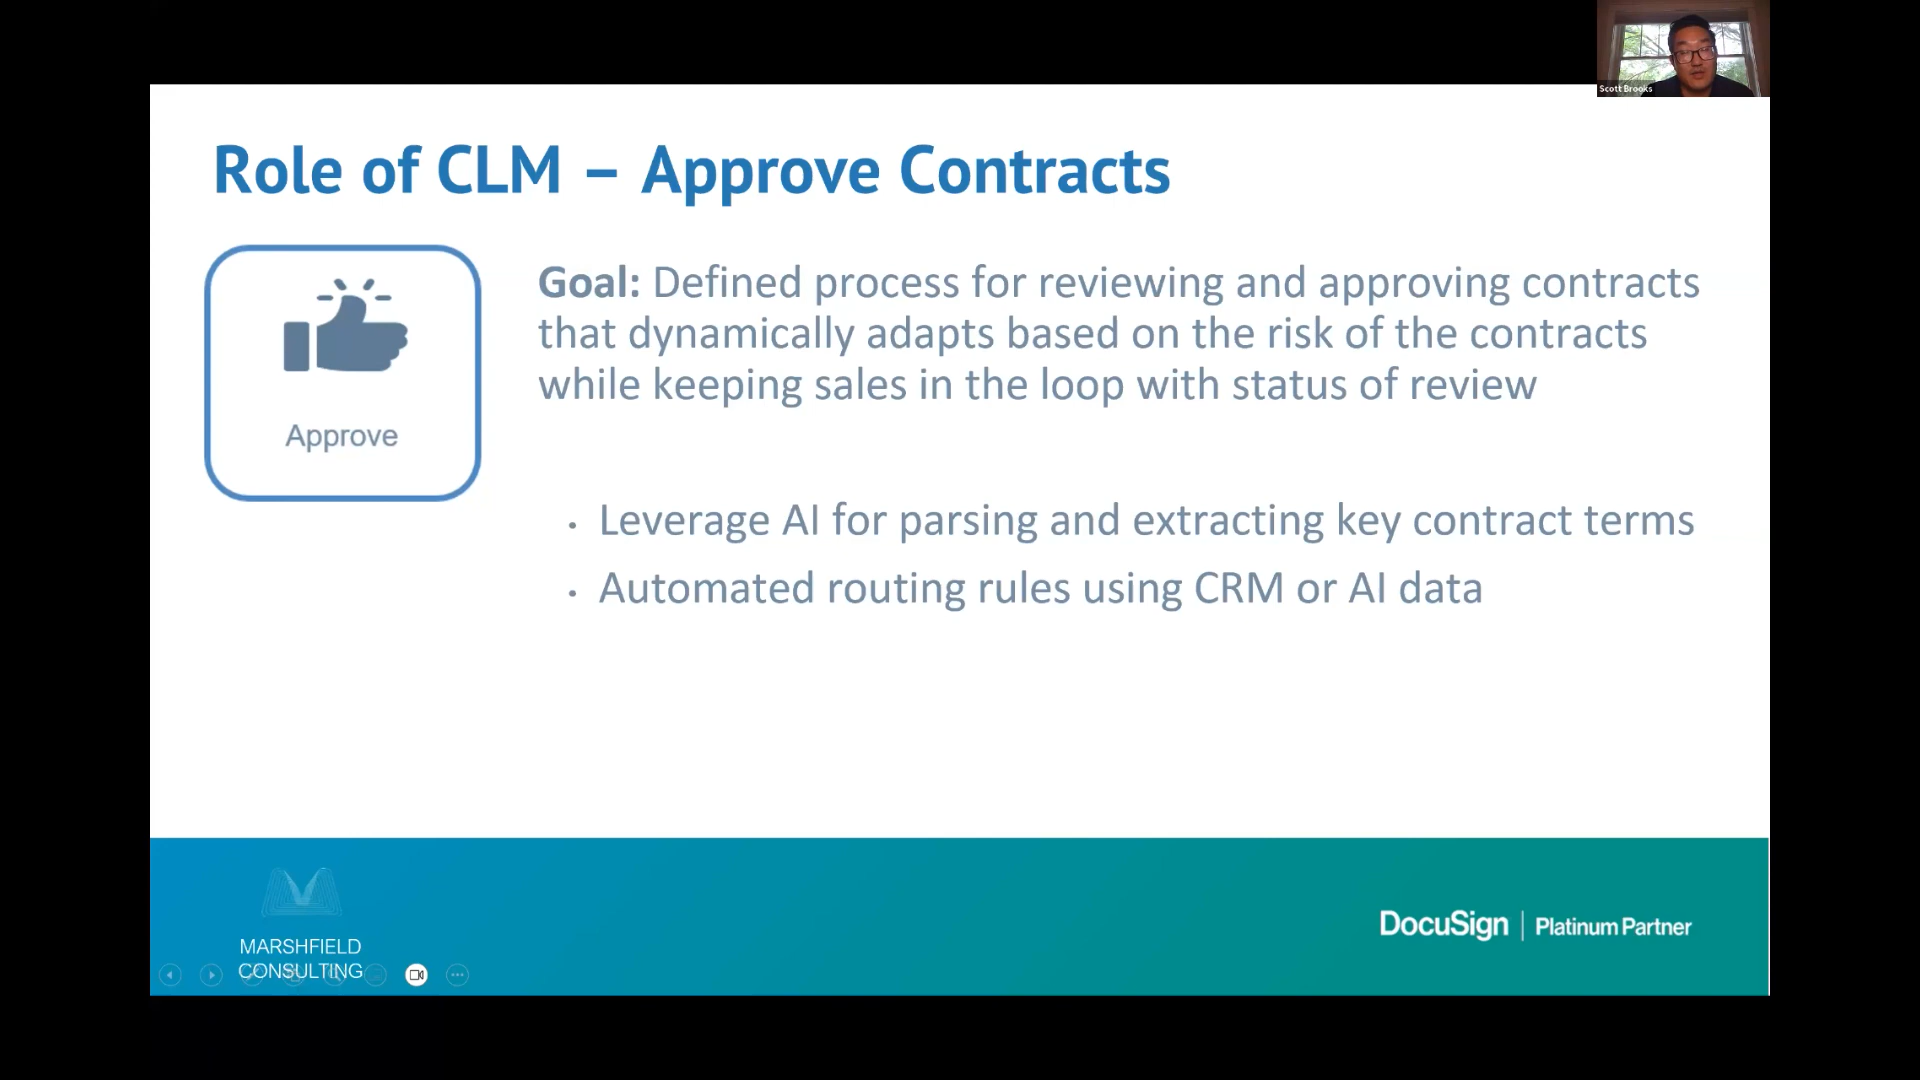 Scott Brooks
Role of CLM – Approve Contracts
Approve
Goal: Defined process for reviewing and approving contracts
that dynamically adapts based on the risk of the contracts
while keeping sales in the loop with status of review
• Leverage AI for parsing and extracting key contract terms
• Automated routing rules using CRM or AI data
MARSHFIELD
CONSULTING
DocuSign | Platinum Partner